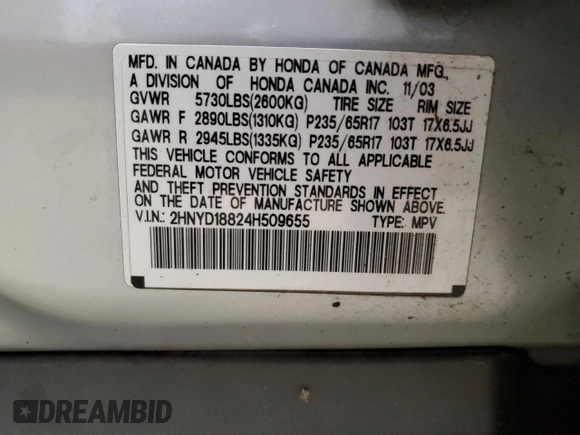 MFD. IN CANADA BY HONDA OF CANADA MFG.,
A DIVISION OF HONDA CANADA INC. 11/03
GVWR 5730LBS(2600KG) TIRE SIZE RIM SIZE
GAWR F 2890LBS(1310KG) P235/65R17 103T 17X6.5JJ
GAWR R 2945LBS(1335KG) P235/65R17 103T 17X6.5JJ
THIS VEHICLE CONFORMS TO ALL APPLICABLE
FEDERAL MOTOR VEHICLE SAFETY
AND THEFT PREVENTION STANDARDS IN EFFECT
ON THE DATE OF MANUFACTURE SHOWN ABOVE.
V.I.N.: 2HNYD18824H509655 TYPE: MPV
DREAMBID